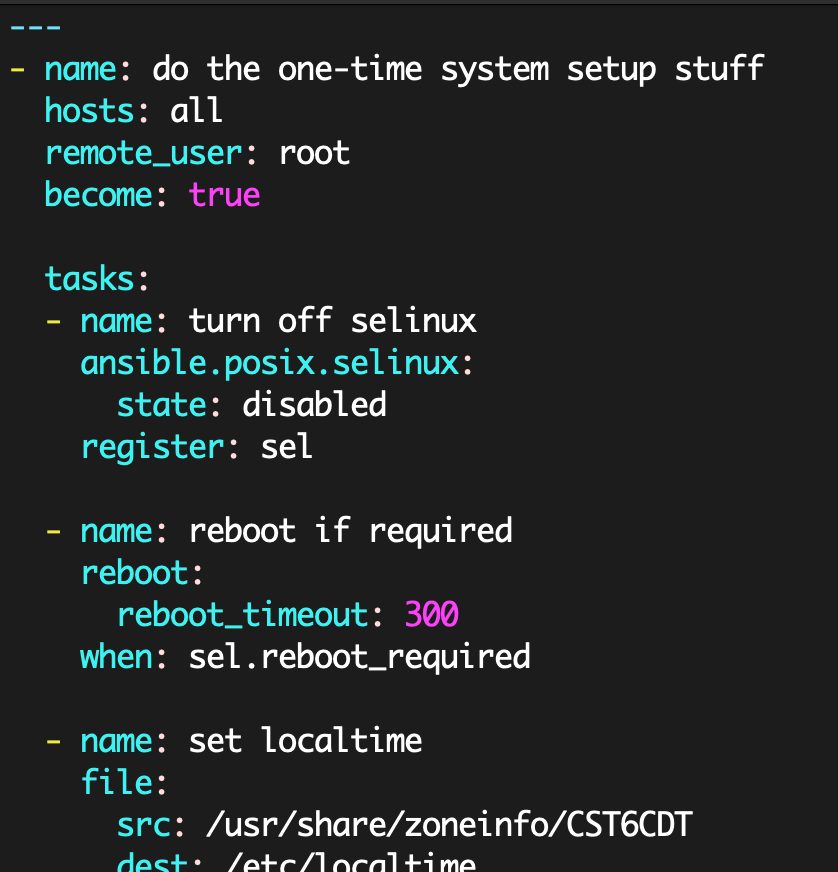 ---
- name: do the one-time system setup stuff
  hosts: all
  remote_user: root
  become: true

  tasks:
  - name: turn off selinux
    ansible.posix.selinux:
      state: disabled
    register: sel

  - name: reboot if required
    reboot:
      reboot_timeout: 300
    when: sel.reboot_required

  - name: set localtime
    file:
      src: /usr/share/zoneinfo/CST6CDT
      dest: /etc/localtime